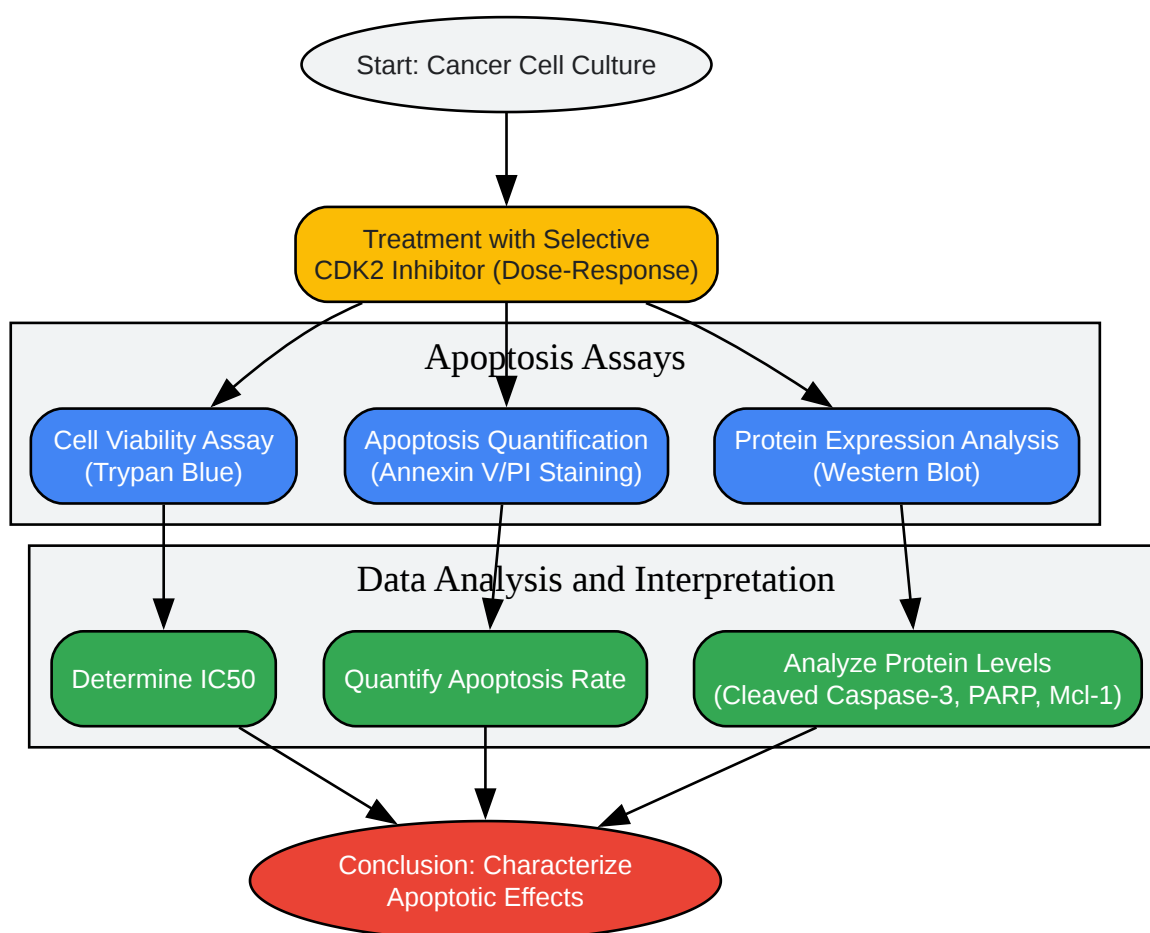 Start: Cancer Cell Culture
Treatment with Selective
CDK2 Inhibitor (Dose-Response)
Apoptosis Assays
Cell Viability Assay
(Trypan Blue)
Apoptosis Quantification
(Annexin V/PI Staining)
Protein Expression Analysis
(Western Blot)
Data Analysis and Interpretation
Determine IC50
Quantify Apoptosis Rate
Analyze Protein Levels
(Cleaved Caspase-3, PARP, Mcl-1)
Conclusion: Characterize
Apoptotic Effects